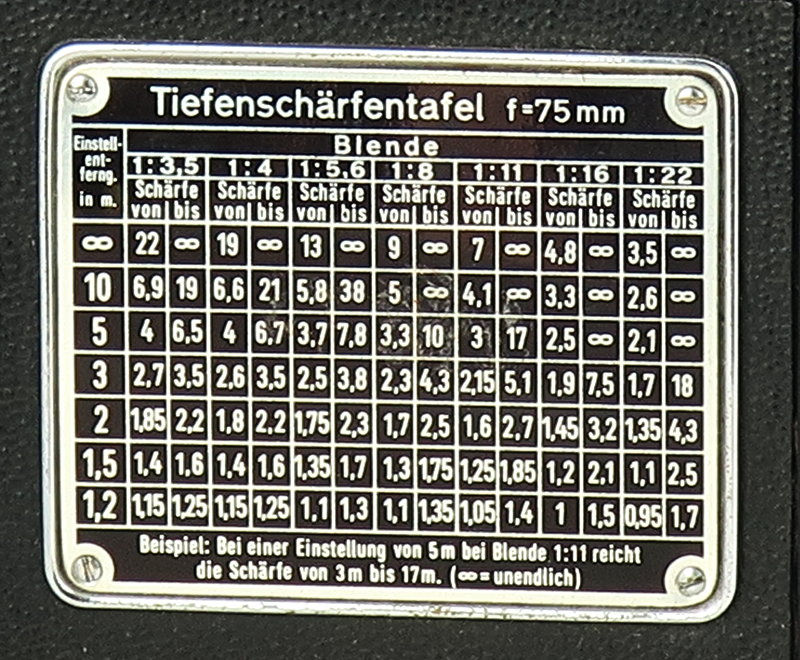 Tiefenschärfentafel f=75mm
Einstell-
ent-
ferng.
in m.
Blende
1:3,5 1:4 1:5,6 1:8 1:11 1:16 1:22
Schärfe Schärfe Schärfe Schärfe Schärfe Schärfe Schärfe
von bis von bis von bis von bis von bis von bis von bis
∞ 22 ∞ 19 ∞ 13 ∞ 9 ∞ 7 ∞ 4,8 ∞ 3,5 ∞
10 6,9 19 6,6 21 5,8 38 5 ∞ 4,1 ∞ 3,3 ∞ 2,6 ∞
5 4 6,5 4 6,7 3,7 7,8 3,3 10 3 17 2,5 ∞ 2,1 ∞
3 2,7 3,5 2,6 3,5 2,5 3,8 2,3 4,3 2,15 5,1 1,9 7,5 1,7 18
2 1,85 2,2 1,8 2,2 1,75 2,3 1,7 2,5 1,6 2,7 1,45 3,2 1,35 4,3
1,5 1,4 1,6 1,4 1,6 1,35 1,7 1,3 1,75 1,25 1,85 1,2 2,1 1,1 2,5
1,2 1,15 1,25 1,15 1,25 1,1 1,3 1,1 1,35 1,05 1,4 1 1,5 0,95 1,7
Beispiel: Bei einer Einstellung von 5m bei Blende 1:11 reicht
die Schärfe von 3m bis 17m. (∞=unendlich)